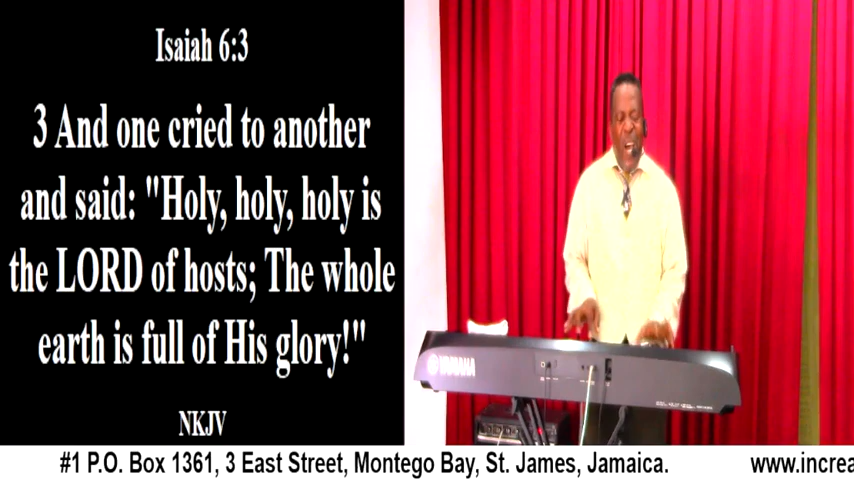 Isaiah 6:3
3 And one cried to another
and said: "Holy, holy, holy is
the LORD of hosts; The whole
earth is full of His glory!"
NKJV
YAMAHA
#1 P.O. Box 1361, 3 East Street, Montego Bay, St. James, Jamaica. www.increa